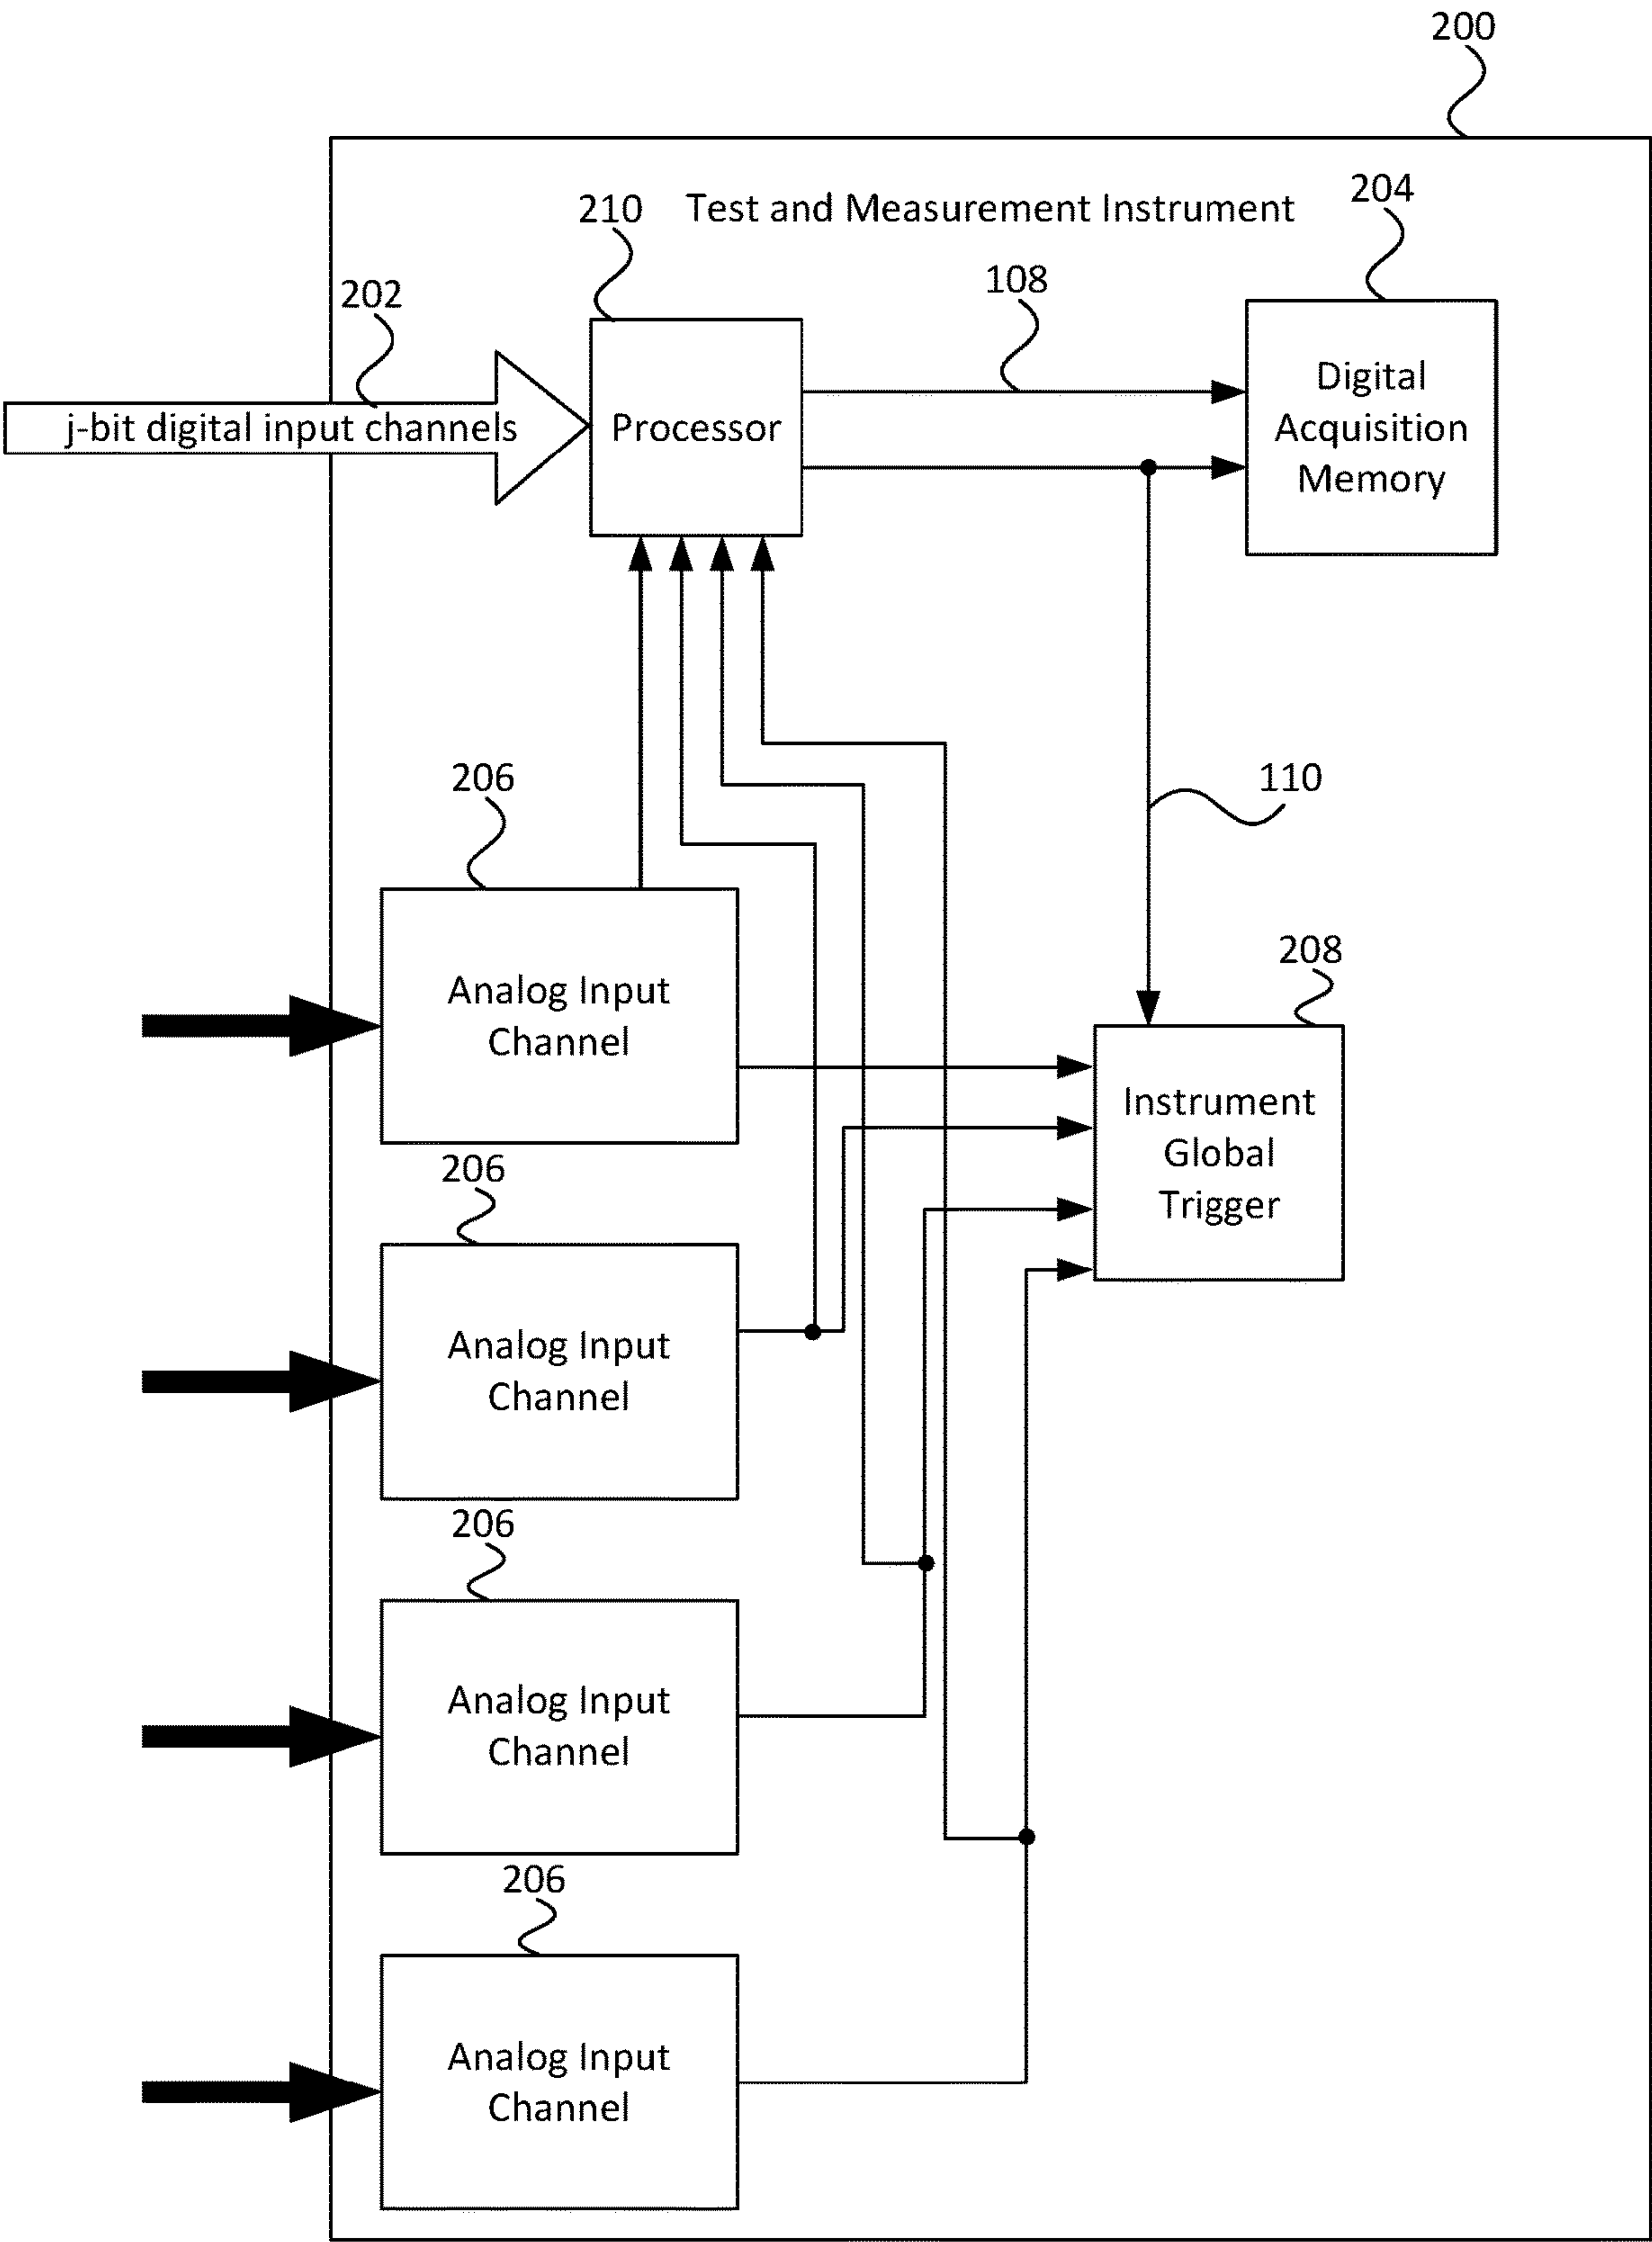 200
204
210
Test and Measurement Instrument
108
202
Digital
Acquisition
Memory
j-bit digital input channels
Processor
206
110
208
Analog Input
Channel
Instrument
Global
Trigger
206
Analog Input
Channel
206
Analog Input
Channel
206
Analog Input
Channel